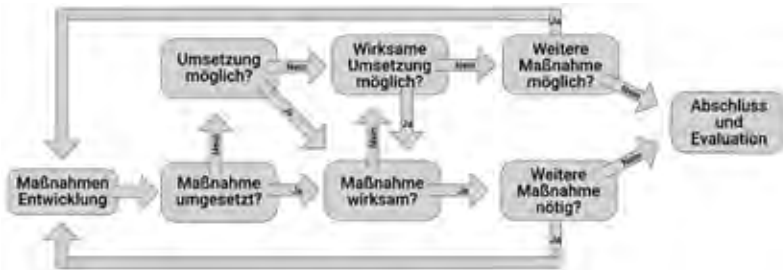 Ja
Umsetzung
möglich?
Nein
Wirksame
Umsetzung
möglich?
Nein
Weitere
Maßnahme
möglich?
Nein
Ja
Ja
Abschluss
und
Evaluation
Nein
Nein
Nein
Maßnahmen
Entwicklung
Maßnahme
umgesetzt?
Ja
Maßnahme
wirksam?
Ja
Weitere
Maßnahme
nötig?
Ja